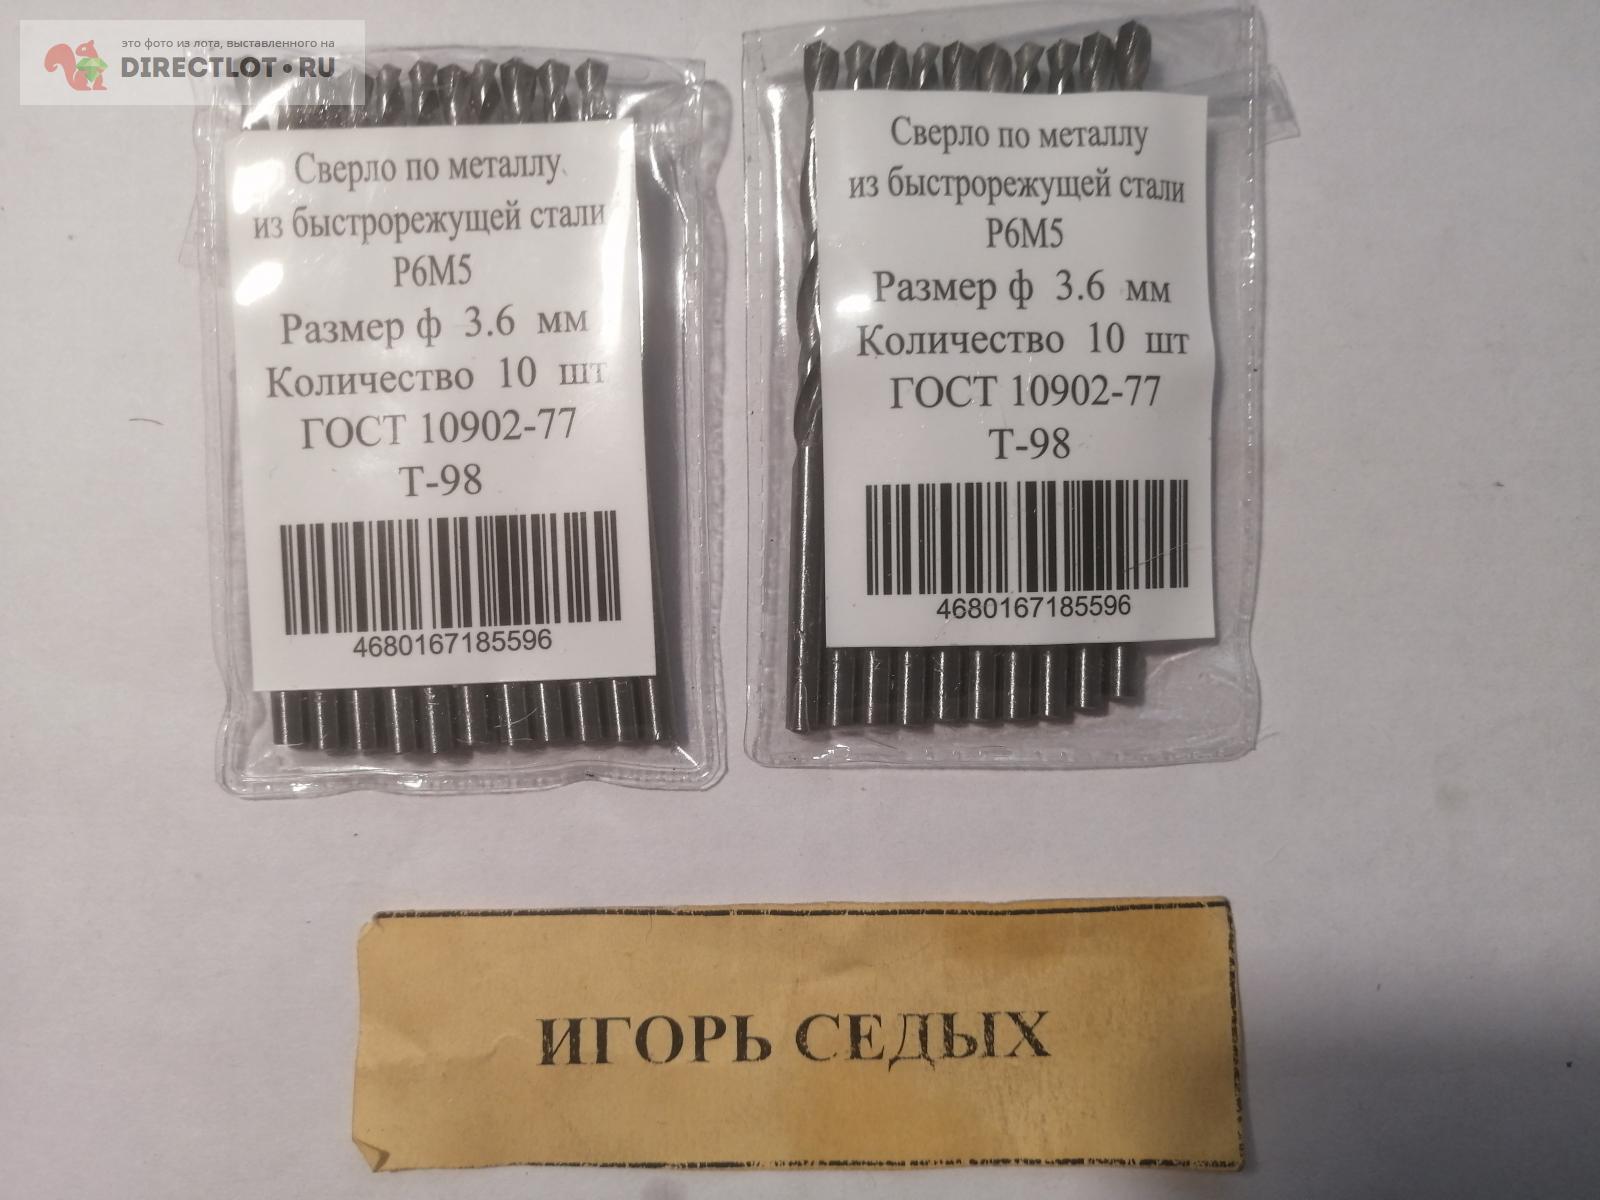 это фото из лота, выставленного на
DIRECTLOT•RU
Сверло по металлу
из быстрорежущей стали
Р6М5
Размер ф 3.6 мм
Количество 10 шт
ГОСТ 10902-77
Т-98
4680167185596
Сверло по металлу
из быстрорежущей стали
Р6М5
Размер ф 3.6 мм
Количество 10 шт
ГОСТ 10902-77
Т-98
4680167185596
ИГОРЬ СЕДЫХ